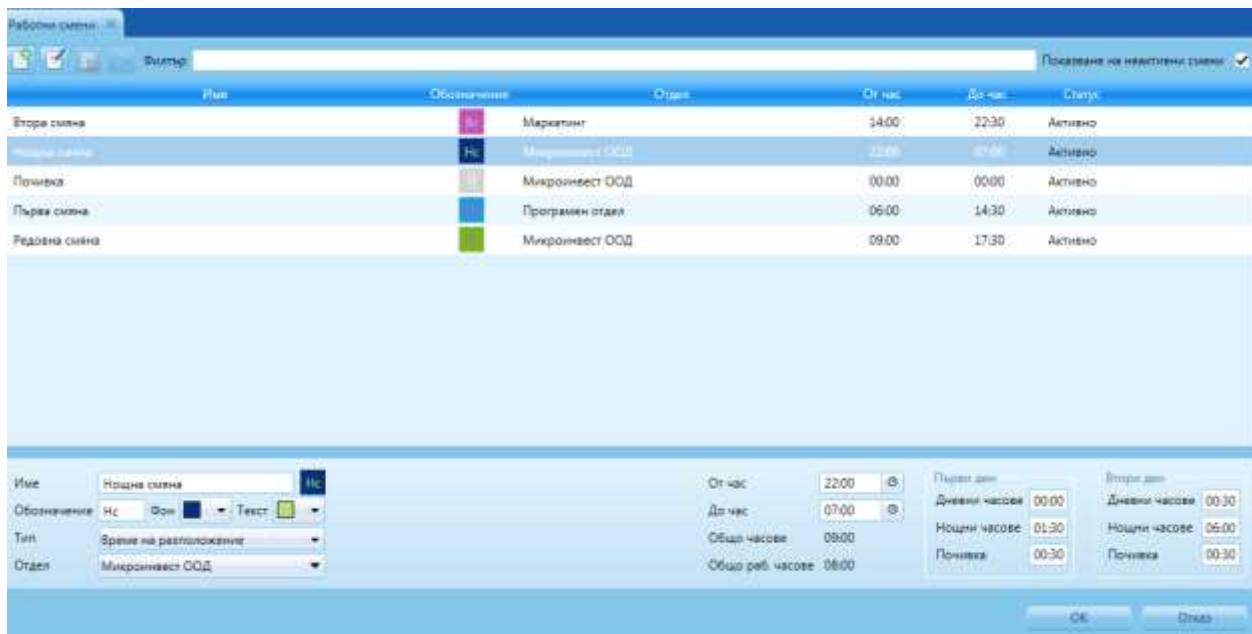 Работни смени
Филтър
Показване на неактивни смени
Име Обозначение Отдел От час До час Статус
Втора смяна Вс Маркетинг 14:00 22:30 Активно
Нощна смяна Нс Микроинвест ООД 22:00 07:00 Активно
Почивка Микроинвест ООД 00:00 00:00 Активно
Първа смяна Програмен отдел 06:00 14:30 Активно
Редовна смяна Микроинвест ООД 09:00 17:30 Активно
Име Нощна смяна Нс От час 22:00 Първи ден Втори ден
Обозначение Нс Фон Текст До час 07:00 Дневни часове 00:00 Дневни часове 00:30
Тип Време на разположение Общо часове 09:00 Нощни часове 01:30 Нощни часове 06:00
Отдел Микроинвест ООД Общо раб. часове 08:00 Почивка 00:30 Почивка 00:30
OK Отказ